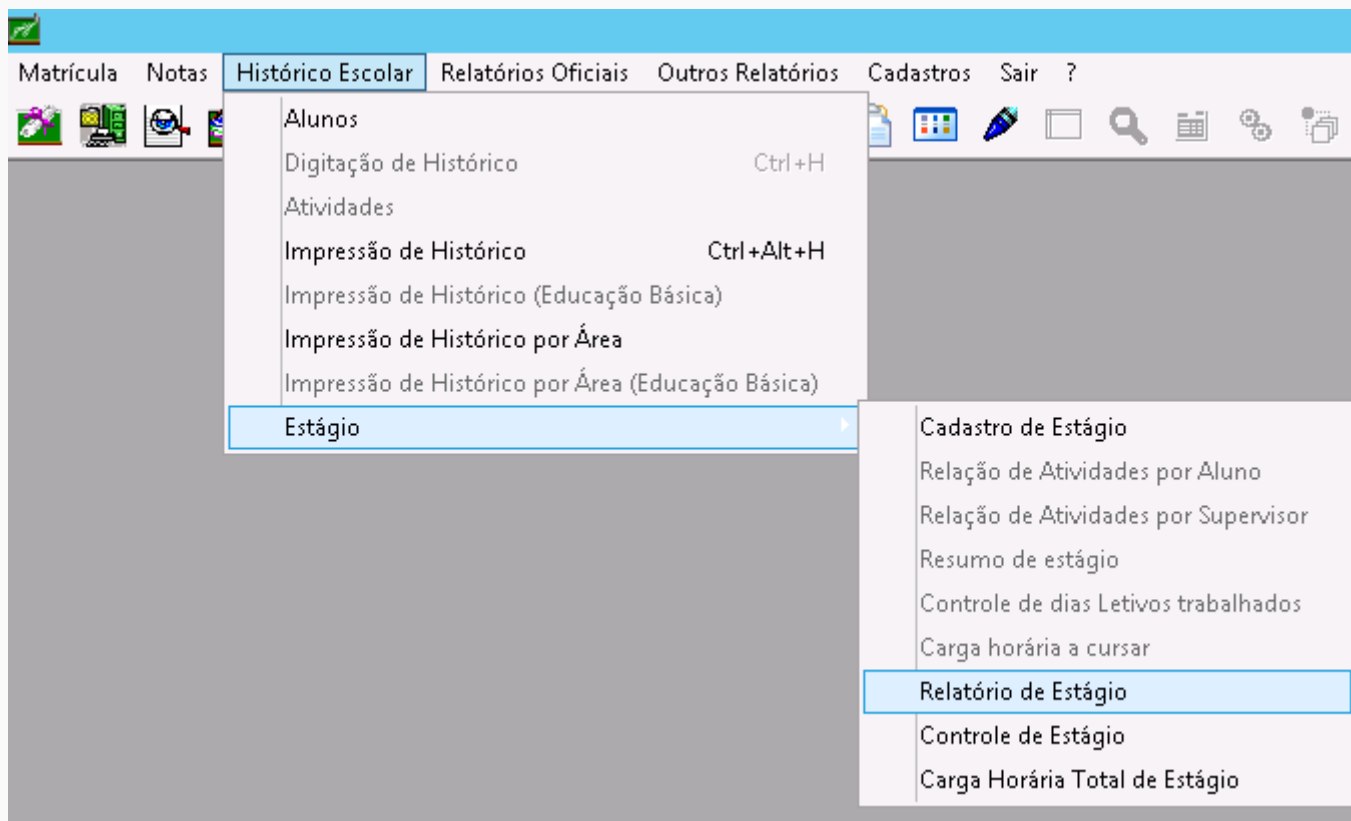 Matrícula Notas Histórico Escolar Relatórios Oficiais Outros Relatórios Cadastros Sair ?
Alunos
Digitação de Histórico Ctrl+H
Atividades
Impressão de Histórico Ctrl+Alt+H
Impressão de Histórico (Educação Básica)
Impressão de Histórico por Área
Impressão de Histórico por Área (Educação Básica)
Estágio
Cadastro de Estágio
Relação de Atividades por Aluno
Relação de Atividades por Supervisor
Resumo de estágio
Controle de dias Letivos trabalhados
Carga horária a cursar
Relatório de Estágio
Controle de Estágio
Carga Horária Total de Estágio